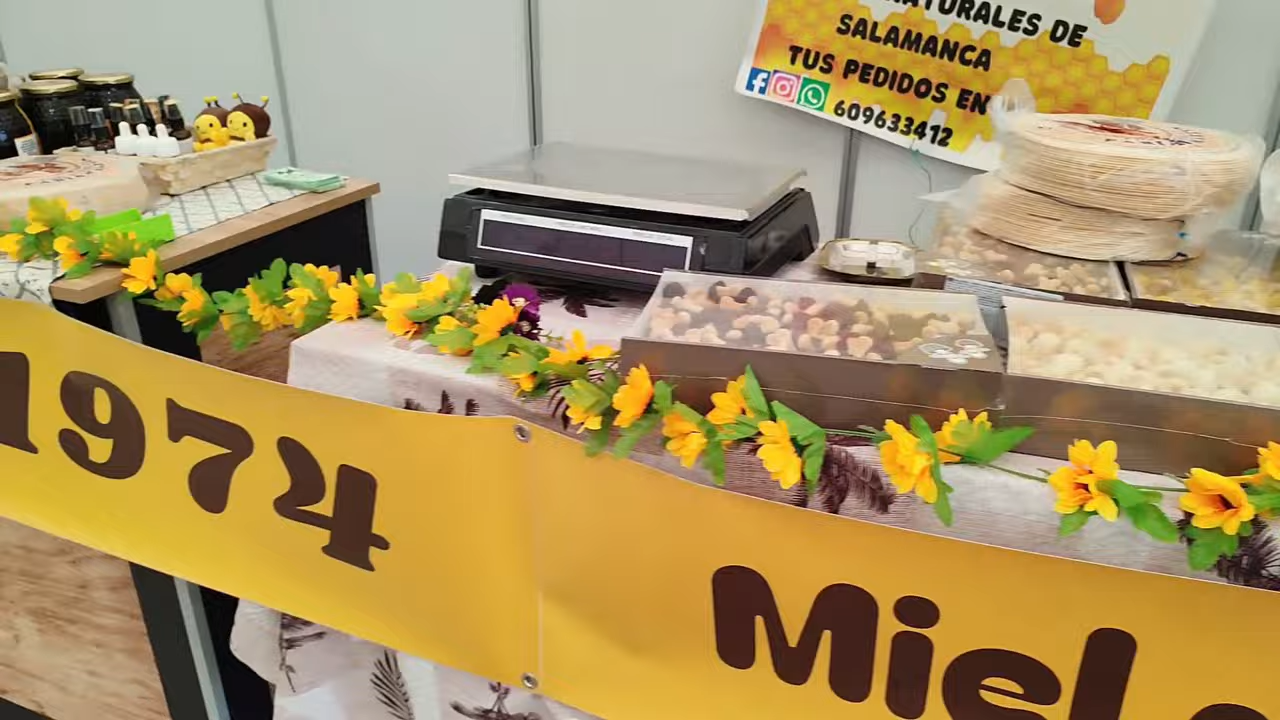 NATURALES DE
SALAMANCA
TUS PEDIDOS EN
609633412
1974
Miel